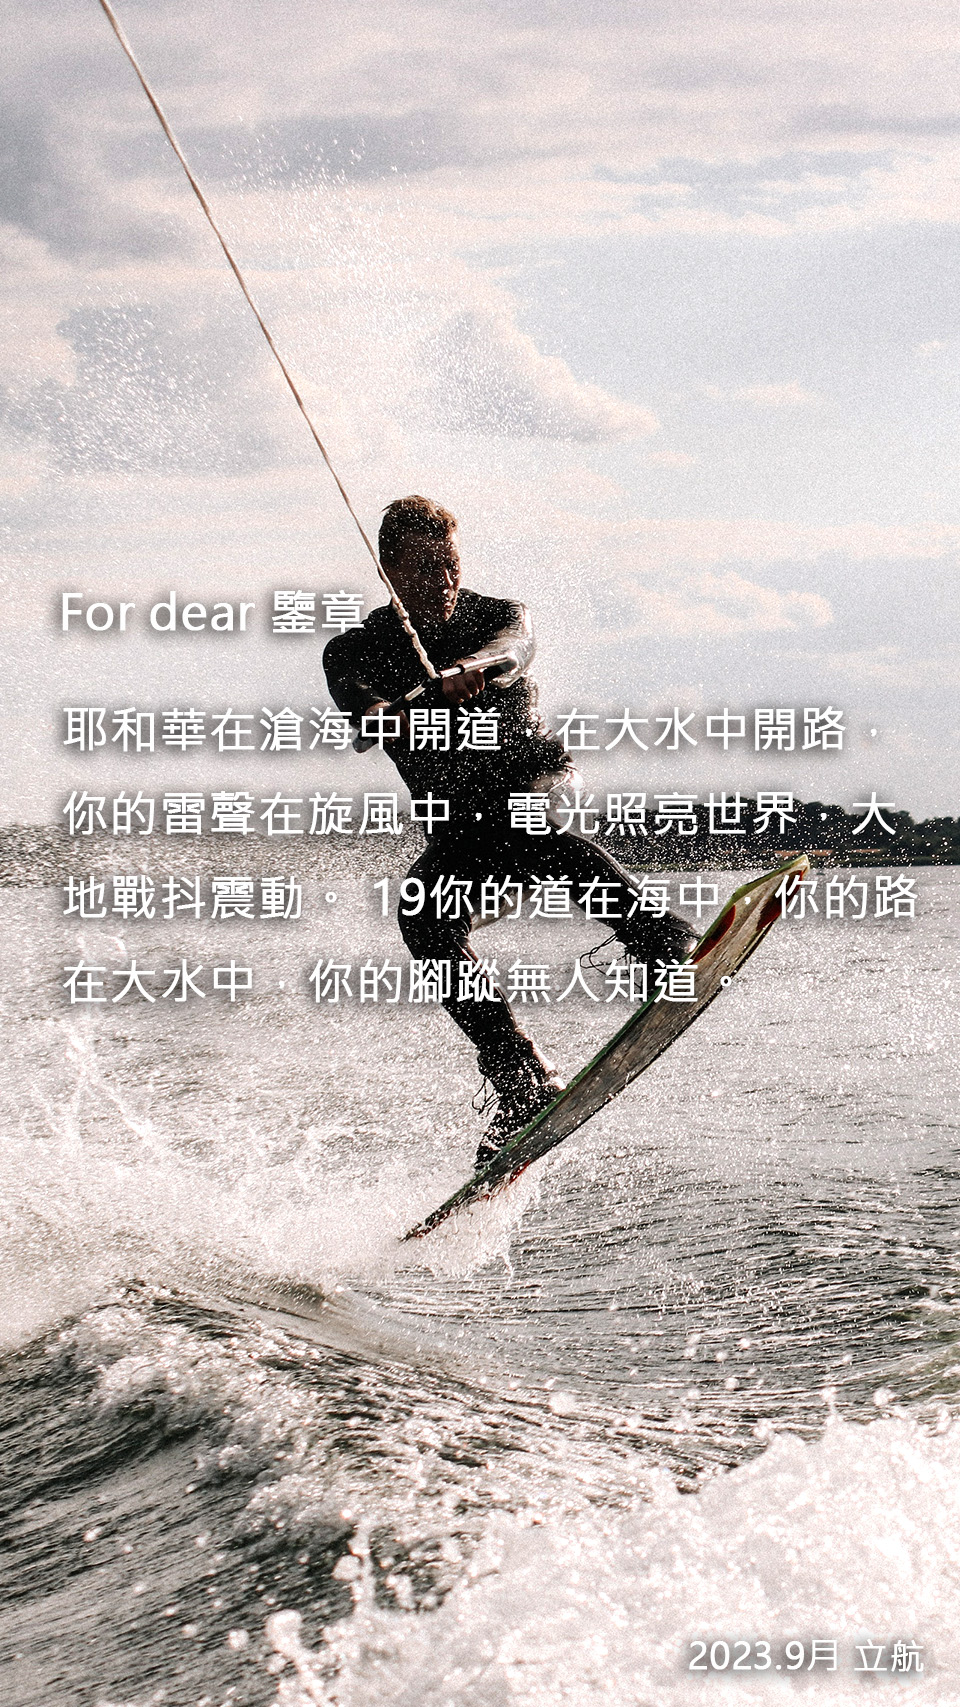 For dear 鑒章
耶和華在滄海中開道，在大水中開路，
你的雷聲在旋風中，電光照亮世界，大
地戰抖震動。 19你的道在海中，你的路
在大水中，你的腳蹤無人知道。
2023.9月 立航